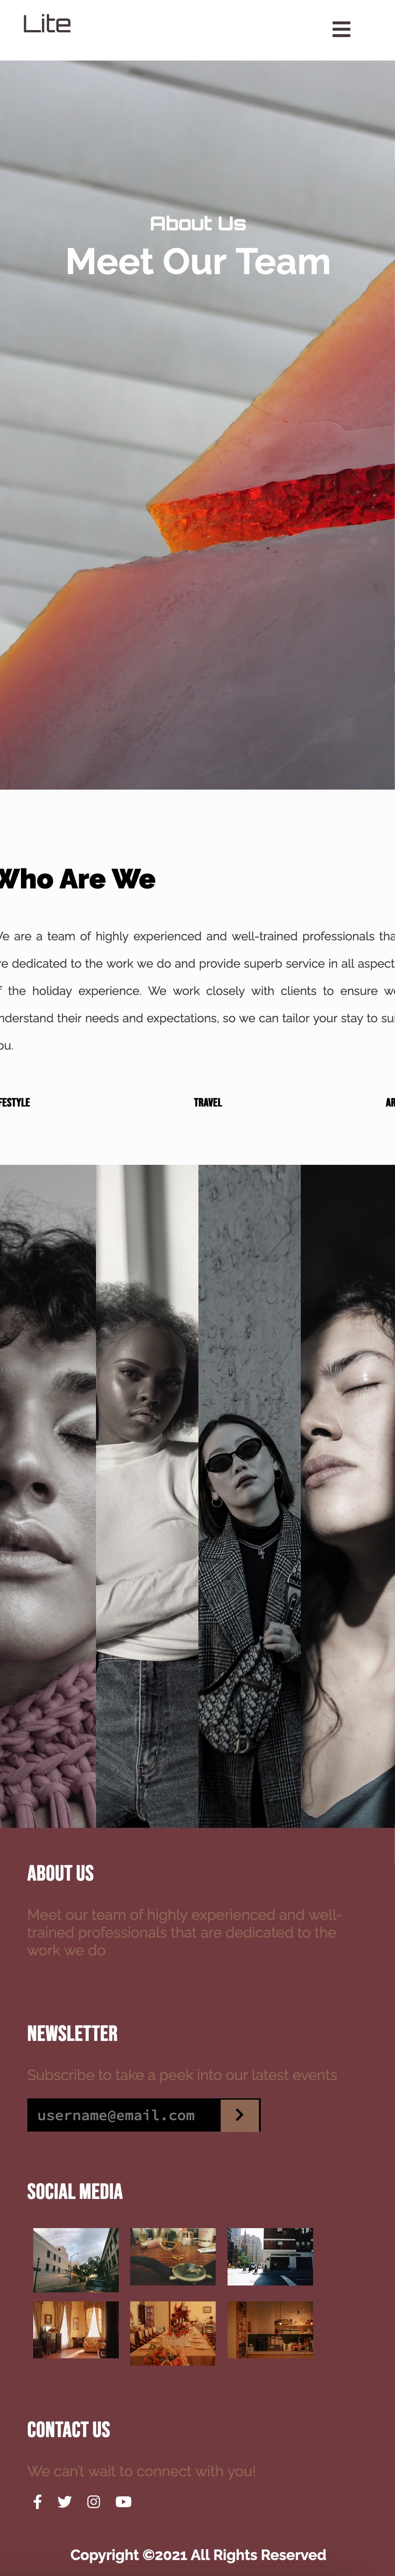 Lite
About Us
Meet Our Team
Who Are We
We are a team of highly experienced and well-trained professionals tha
re dedicated to the work we do and provide superb service in all aspect
f the holiday experience. We work closely with clients to ensure we
nderstand their needs and expectations, so we can tailor your stay to sui
ou.
FESTYLE TRAVEL AR
ABOUT US
Meet our team of highly experienced and well-
trained professionals that are dedicated to the
work we do
NEWSLETTER
Subscribe to take a peek into our latest events
username@email.com
SOCIAL MEDIA
CONTACT US
We can't wait to connect with you!
Copyright ©2021 All Rights Reserved